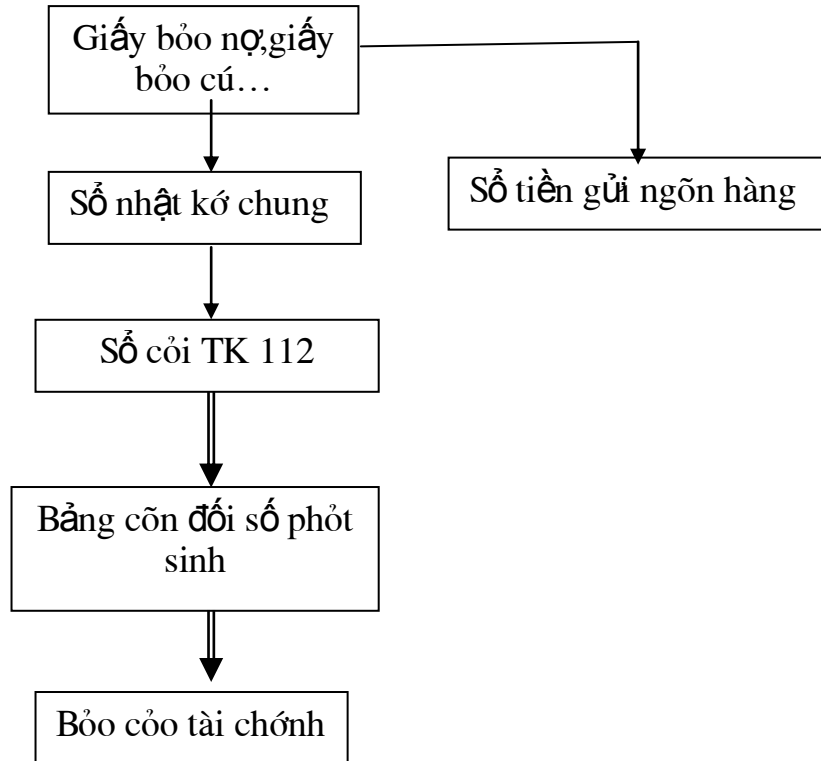 Giấy bỏo nợ,giấy
bỏo cú…
Sổ nhật kớ chung
Sổ tiền gửi ngõn hàng
Sổ cỏi TK 112
Bảng cõn đối số phỏt
sinh
Bỏo cỏo tài chớnh